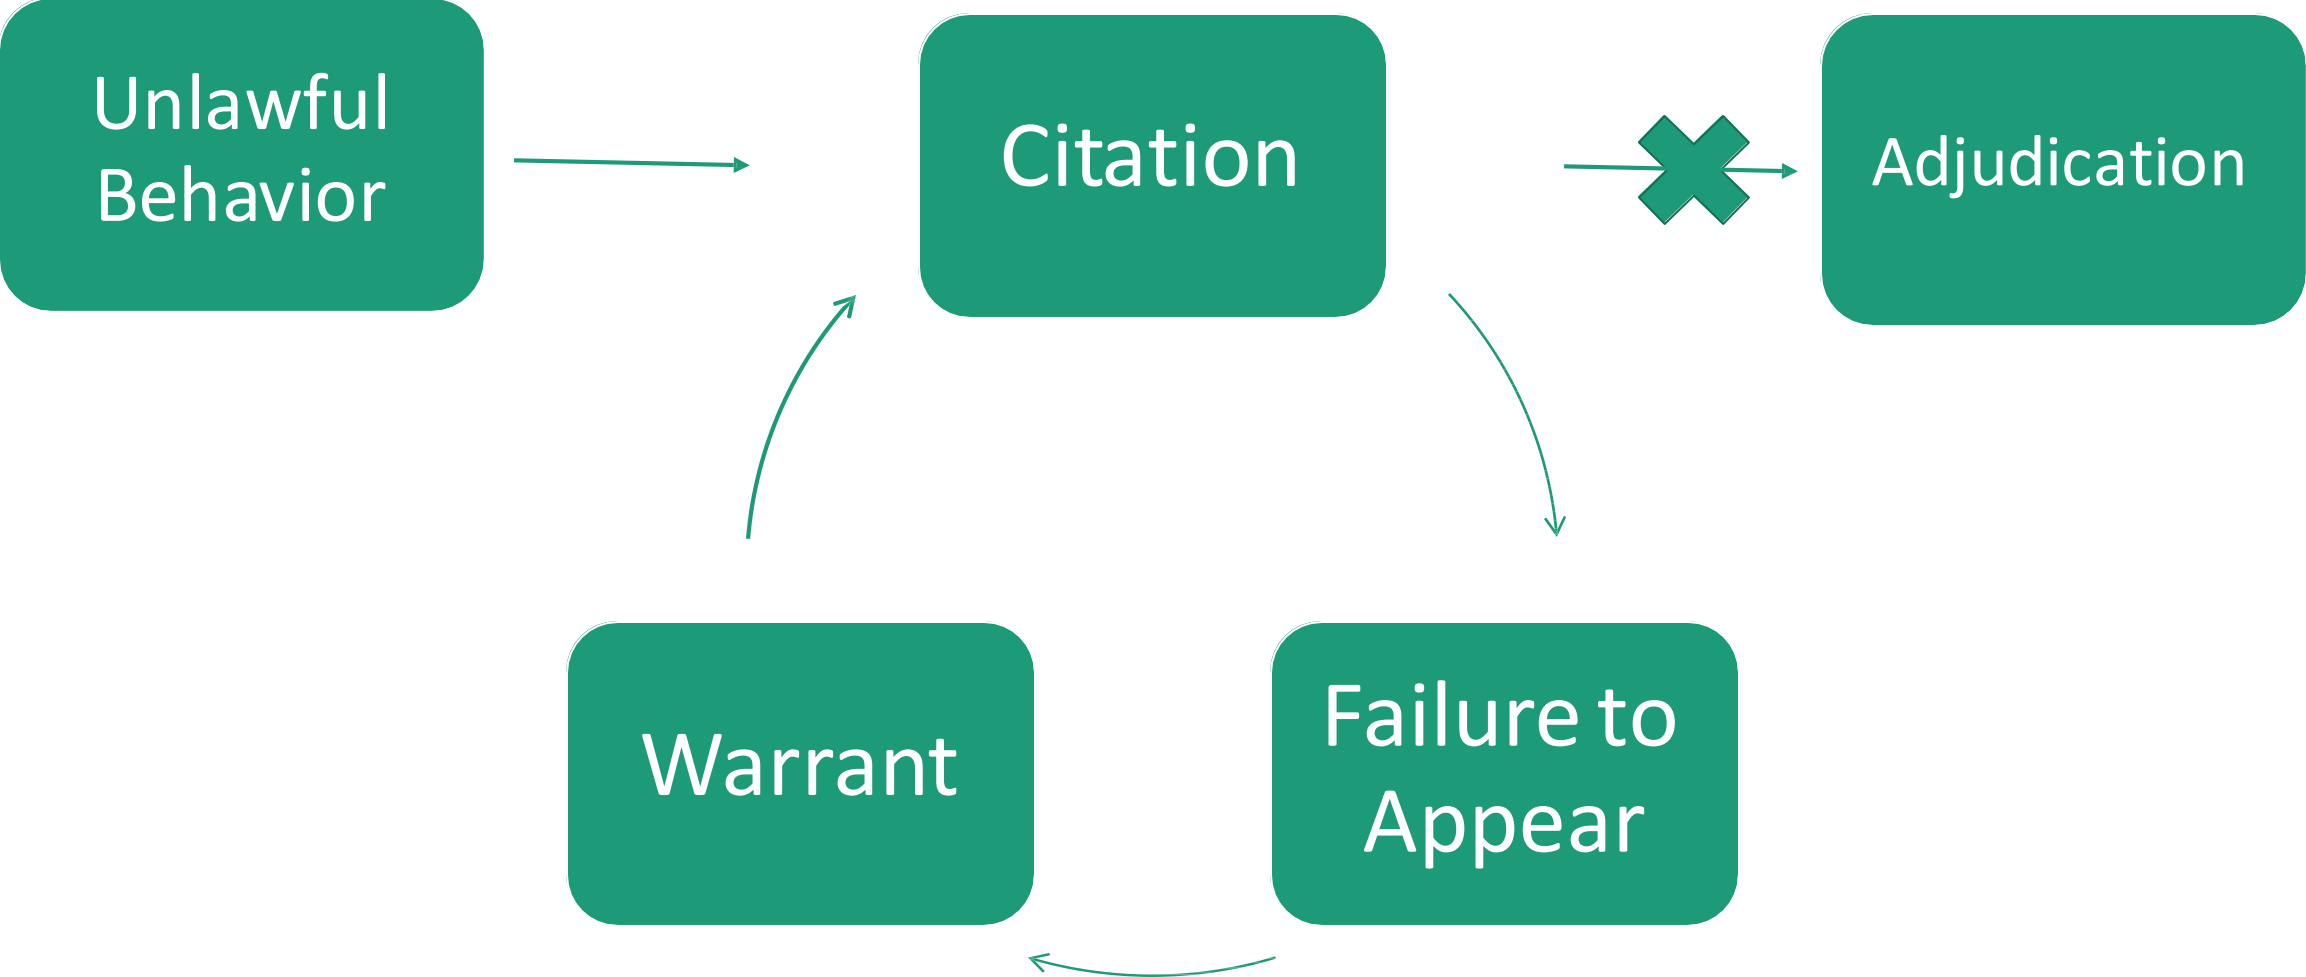 Unlawful
Behavior
Citation
Adjudication
Warrant
Failure to
Appear